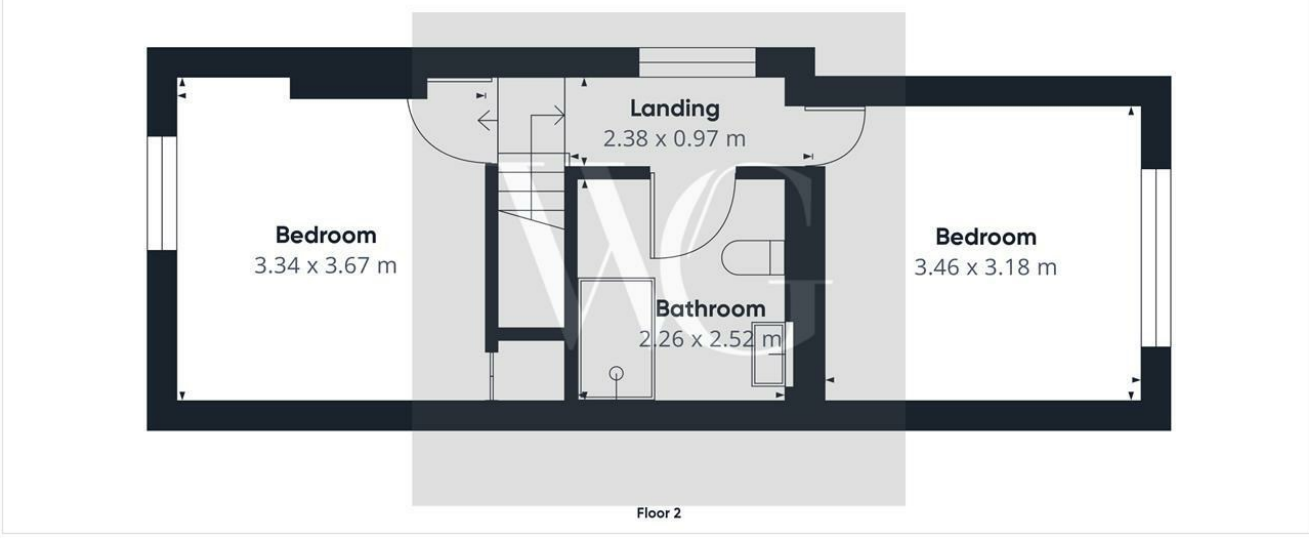 Landing
2.38 x 0.97 m
Bedroom
3.34 x 3.67 m
Bedroom
3.46 x 3.18 m
Bathroom
2.26 x 2.52 m
WG
Floor 2